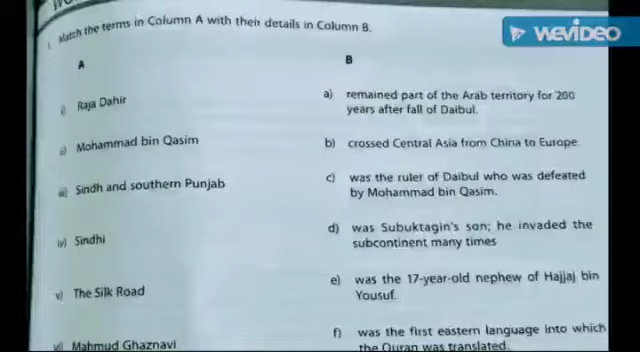 WEVIDEO
I. Match the terms in Column A with their details in Column B.
A
B
i) Raja Dahir
a) remained part of the Arab territory for 200
years after fall of Daibul.
ii) Mohammad bin Qasim
b) crossed Central Asia from China to Europe.
iii) Sindh and southern Punjab
c) was the ruler of Daibul who was defeated
by Mohammad bin Qasim.
iv) Sindhi
d) was Subuktagin's son; he invaded the
subcontinent many times
v) The Silk Road
e) was the 17-year-old nephew of Hajjaj bin
Yousuf.
vi) Mahmud Ghaznavi
f) was the first eastern language into which
the Quran was translated.